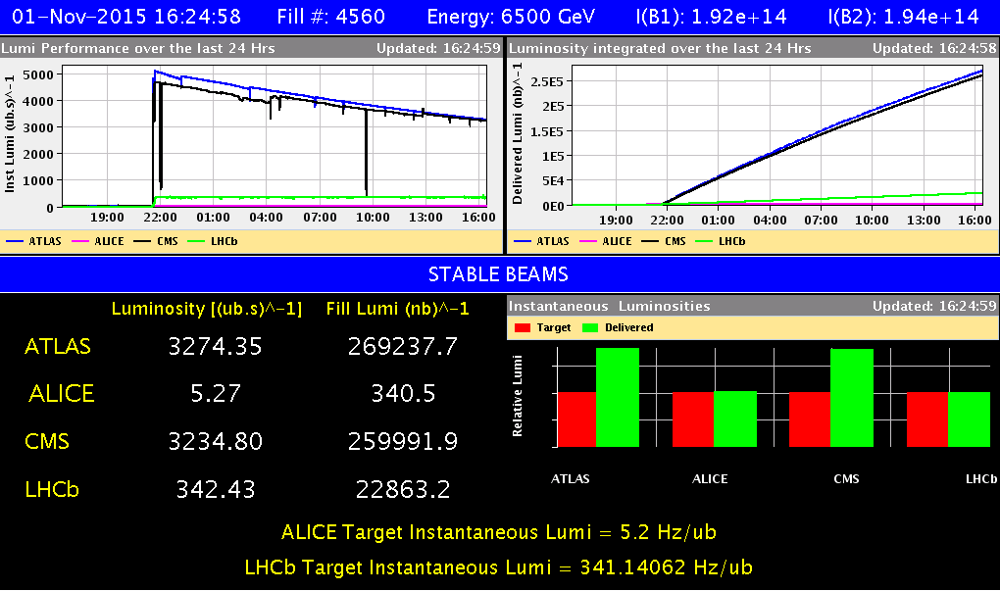 01-Nov-2015 16:24:58 Fill #: 4560 Energy: 6500 GeV I(B1): 1.92e+14 I(B2): 1.94e+14
Lumi Performance over the last 24 Hrs Updated: 16:24:59
Inst Lumi (ub.s)^-1
5000
4000
3000
2000
1000
0
19:00 22:00 01:00 04:00 07:00 10:00 13:00 16:00
ATLAS ALICE CMS LHCb
Luminosity integrated over the last 24 Hrs Updated: 16:24:58
Delivered Lumi (nb)^-1
2.5E5
2E5
1.5E5
1E5
5E4
0E0
19:00 22:00 01:00 04:00 07:00 10:00 13:00 16:00
ATLAS ALICE CMS LHCb
STABLE BEAMS
Luminosity [(ub.s)^-1] Fill Lumi (nb)^-1
ATLAS 3274.35 269237.7
ALICE 5.27 340.5
CMS 3234.80 259991.9
LHCb 342.43 22863.2
Instantaneous Luminosities Updated: 16:24:59
Target Delivered
Relative Lumi
ATLAS ALICE CMS LHCb
ALICE Target Instantaneous Lumi = 5.2 Hz/ub
LHCb Target Instantaneous Lumi = 341.14062 Hz/ub